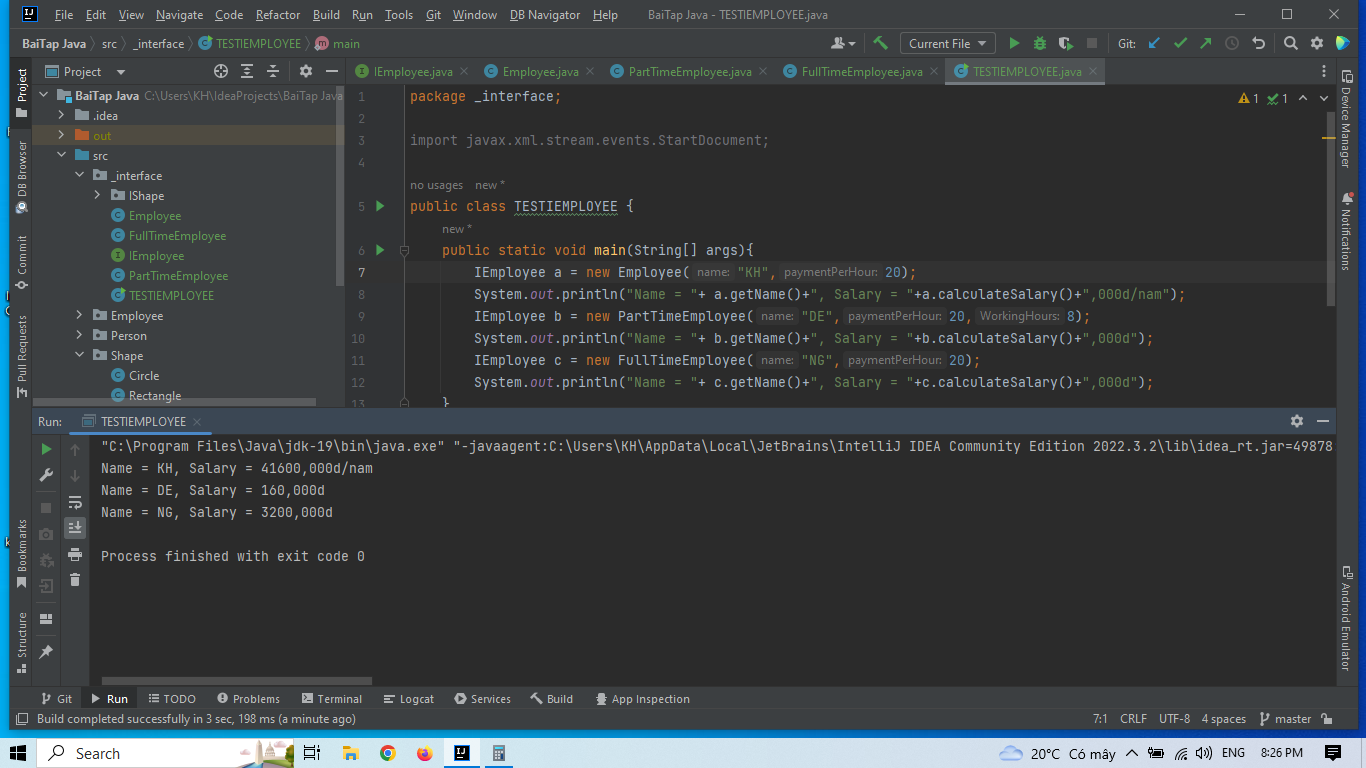 File Edit View Navigate Code Refactor Build Run Tools Git Window DB Navigator Help BaiTap Java - TESTIEMPLOYEE.java
BaiTap Java src _interface TESTIEMPLOYEE main Current File Git:
Project
IEmployee.java Employee.java PartTimeEmployee.java FullTimeEmployee.java TESTIEMPLOYEE.java
BaiTap Java C:\Users\KH\IdeaProjects\BaiTap Java
.idea
out
src
_interface
IShape
Employee
FullTimeEmployee
IEmployee
PartTimeEmployee
TESTIEMPLOYEE
Employee
Person
Shape
Circle
Rectangle
1 package _interface; 1 1
2
3 import javax.xml.stream.events.StartDocument;
4
no usages new *
5 public class TESTIEMPLOYEE {
new *
6 public static void main(String[] args){
7 IEmployee a = new Employee( name: "KH", paymentPerHour: 20);
8 System.out.println("Name = "+ a.getName()+", Salary = "+a.calculateSalary()+",000d/nam");
9 IEmployee b = new PartTimeEmployee( name: "DE", paymentPerHour: 20, WorkingHours: 8);
10 System.out.println("Name = "+ b.getName()+", Salary = "+b.calculateSalary()+",000d");
11 IEmployee c = new FullTimeEmployee( name: "NG", paymentPerHour: 20);
12 System.out.println("Name = "+ c.getName()+", Salary = "+c.calculateSalary()+",000d");
13 }
Project
DB Browser
Commit
Pull Requests
Bookmarks
Structure
Device Manager
Notifications
Android Emulator
Run: TESTIEMPLOYEE
"C:\Program Files\Java\jdk-19\bin\java.exe" "-javaagent:C:\Users\KH\AppData\Local\JetBrains\IntelliJ IDEA Community Edition 2022.3.2\lib\idea_rt.jar=49878
Name = KH, Salary = 41600,000d/nam
Name = DE, Salary = 160,000d
Name = NG, Salary = 3200,000d
Process finished with exit code 0
Git Run TODO Problems Terminal Logcat Services Build App Inspection
Build completed successfully in 3 sec, 198 ms (a minute ago) 7:1 CRLF UTF-8 4 spaces master
Search 20°C Có mây ENG 8:26 PM